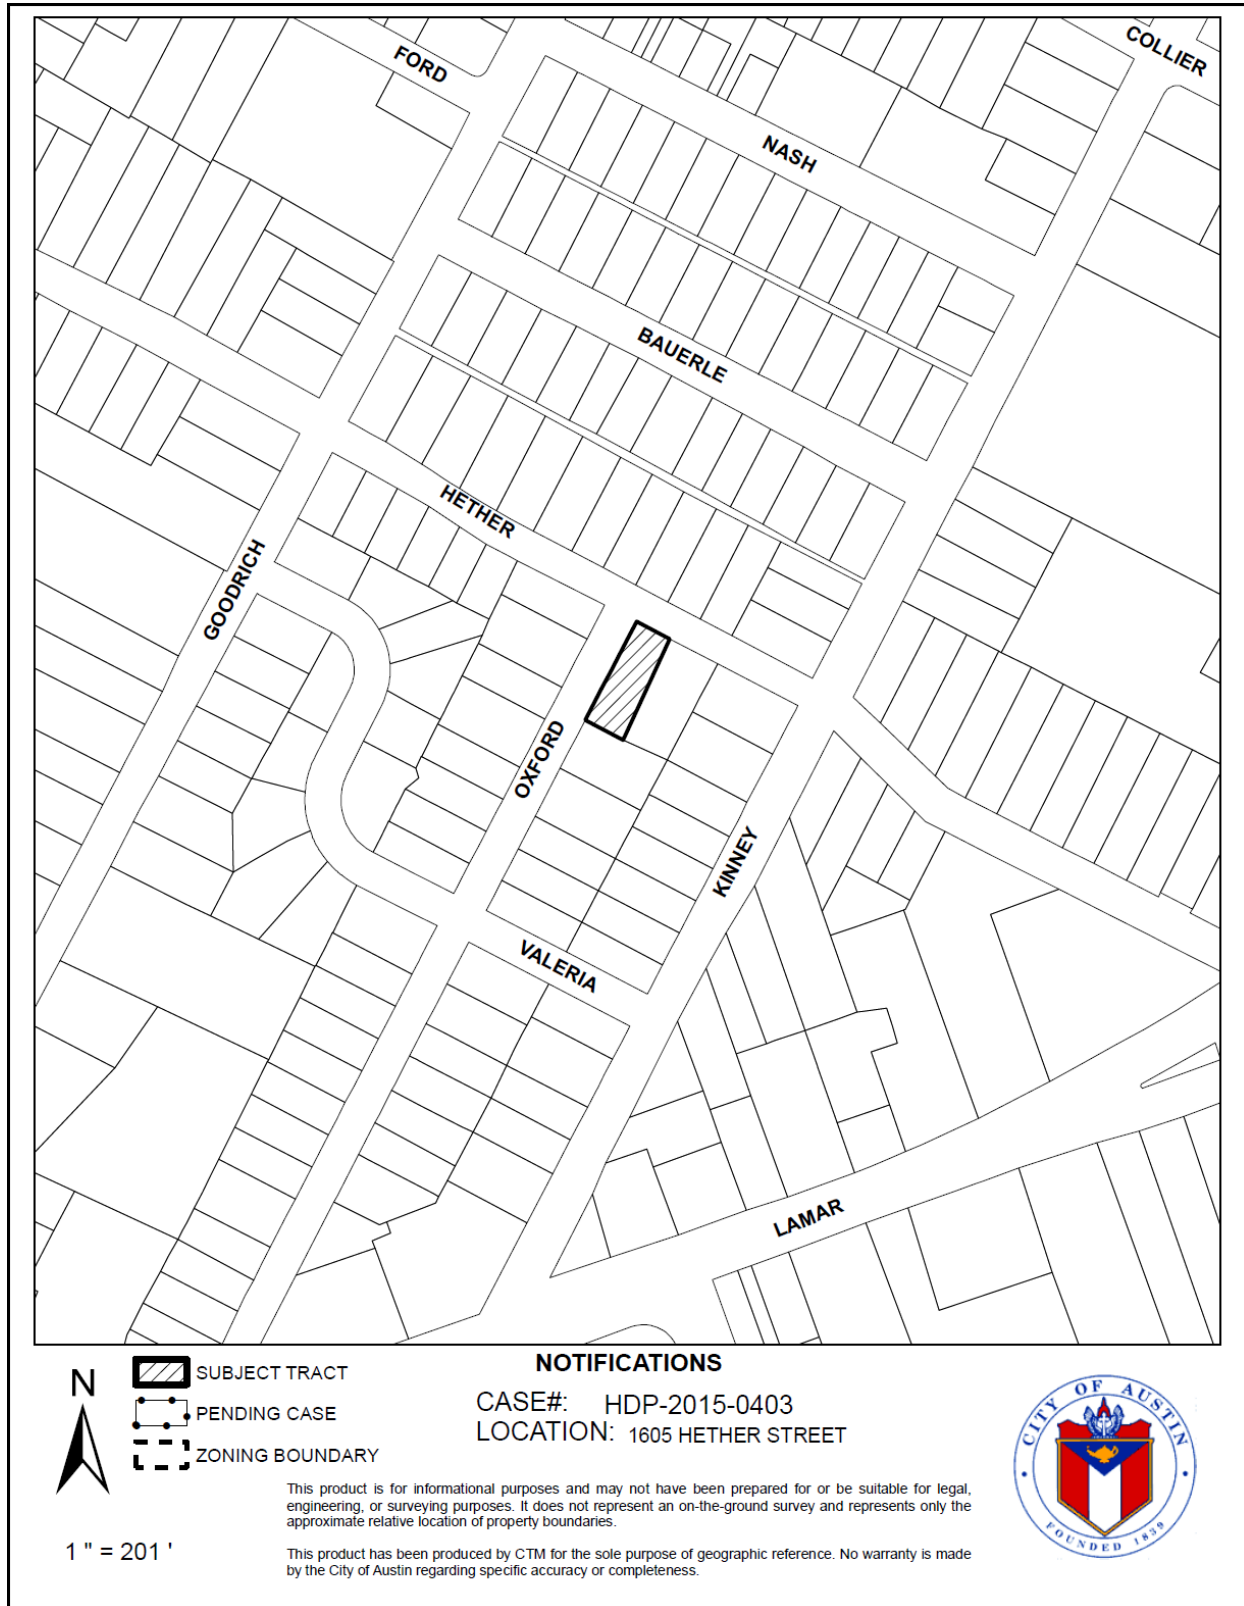 COLLIER
FORD
NASH
BAUERLE
HETHER
GOODRICH
OXFORD
KINNEY
VALERIA
LAMAR
N
SUBJECT TRACT
PENDING CASE
ZONING BOUNDARY
1 " = 201 '
NOTIFICATIONS
CASE#: HDP-2015-0403
LOCATION: 1605 HETHER STREET
This product is for informational purposes and may not have been prepared for or be suitable for legal,
engineering, or surveying purposes. It does not represent an on-the-ground survey and represents only the
approximate relative location of property boundaries.
This product has been produced by CTM for the sole purpose of geographic reference. No warranty is made
by the City of Austin regarding specific accuracy or completeness.
CITY OF AUSTIN
FOUNDED 1839